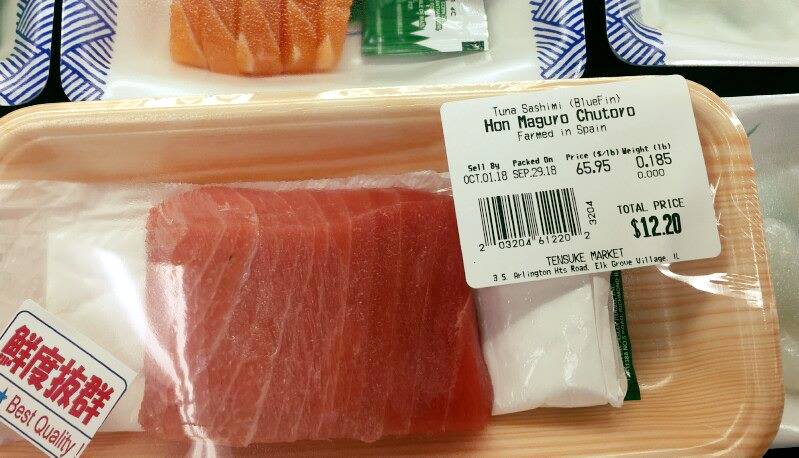 Tuna Sashimi (BlueFin)
Hon Maguro Chutoro
Farmed in Spain
Sell By Packed On Price ($/lb) Weight (lb)
OCT.01.18 SEP.29.18 65.95 0.185
0.000
2 03204 61220 2
3204
TOTAL PRICE
$12.20
TENSUKE MARKET
3 S. Arlington Hts Road, Elk Grove Village, IL
鮮度抜群
Best Quality!